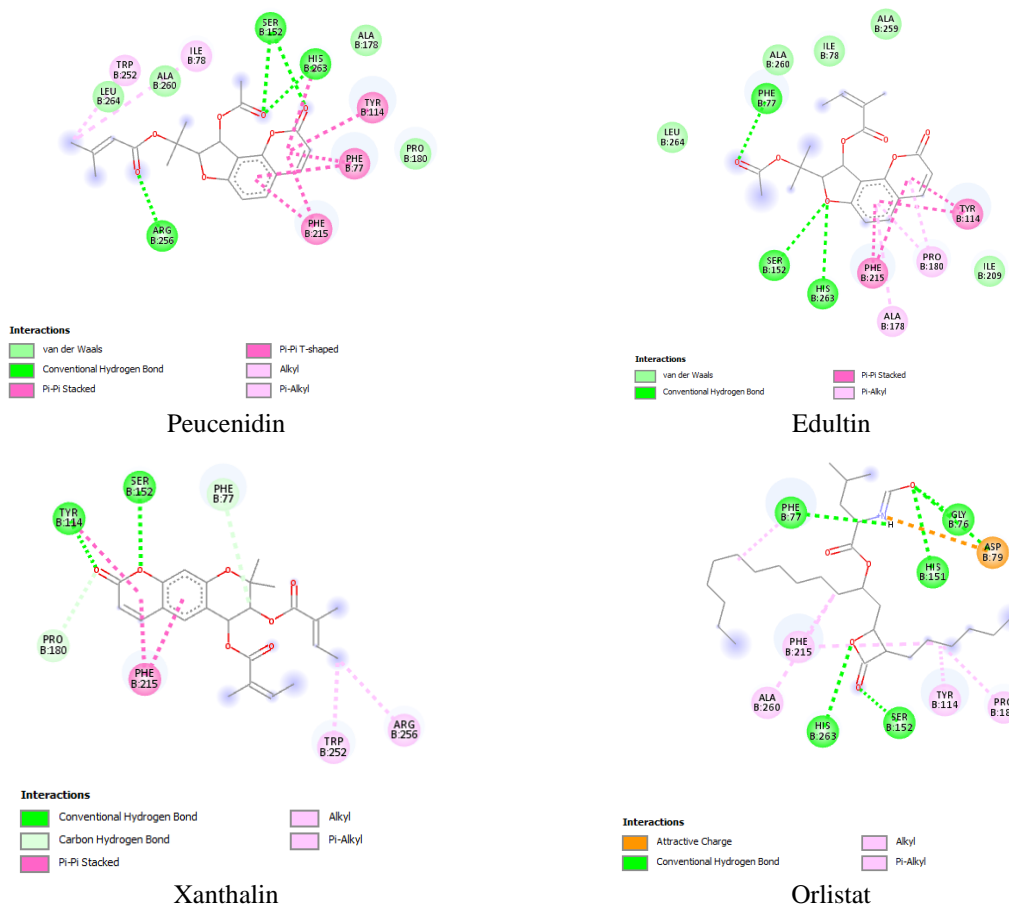 SER
B:152
ALA
B:178
HIS
B:263
ILE
B:78
TRP
B:252
ALA
B:260
LEU
B:264
TYR
B:114
PHE
B:77
PRO
B:180
PHE
B:215
ARG
B:256
O
O
O
O
O
O
O
Interactions
van der Waals
Conventional Hydrogen Bond
Pi-Pi Stacked
Pi-Pi T-shaped
Alkyl
Pi-Alkyl
Peucenidin
ALA
B:259
ILE
B:78
ALA
B:260
PHE
B:77
LEU
B:264
TYR
B:114
SER
B:152
HIS
B:263
PHE
B:215
PRO
B:180
ILE
B:209
ALA
B:178
O
O
O
O
O
O
O
Interactions
van der Waals
Conventional Hydrogen Bond
Pi-Pi Stacked
Pi-Alkyl
Edultin
SER
B:152
PHE
B:77
TYR
B:114
PRO
B:180
PHE
B:215
TRP
B:252
ARG
B:256
O
O
O
O
O
O
O
Interactions
Conventional Hydrogen Bond
Carbon Hydrogen Bond
Pi-Pi Stacked
Alkyl
Pi-Alkyl
Xanthalin
PHE
B:77
GLY
B:76
ASP
B:79
HIS
B:151
PHE
B:215
ALA
B:260
TYR
B:114
HIS
B:263
SER
B:152
O
N
H
O
O
O
O
Interactions
Attractive Charge
Conventional Hydrogen Bond
Alkyl
Pi-Alkyl
Orlistat